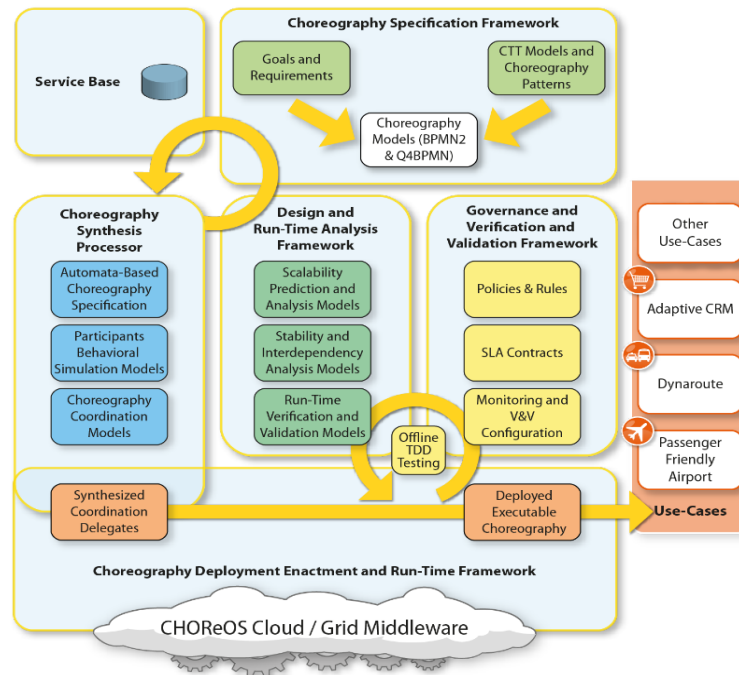 Choreography Specification Framework
Service Base
Goals and
Requirements
CTT Models and
Choreography
Patterns
Choreography
Models (BPMN2
& Q4BPMN)
Choreography
Synthesis
Processor
Automata-Based
Choreography
Specification
Participants
Behavioral
Simulation Models
Choreography
Coordination
Models
Design and
Run-Time Analysis
Framework
Scalability
Prediction and
Analysis Models
Stability and
Interdependency
Analysis Models
Run-Time
Verification and
Validation Models
Governance and
Verification and
Validation Framework
Policies & Rules
SLA Contracts
Monitoring and
V&V
Configuration
Offline
TDD
Testing
Other
Use-Cases
Adaptive CRM
Dynaroute
Passenger
Friendly
Airport
Use-Cases
Synthesized
Coordination
Delegates
Deployed
Executable
Choreography
Choreography Deployment Enactment and Run-Time Framework
CHOReOS Cloud / Grid Middleware